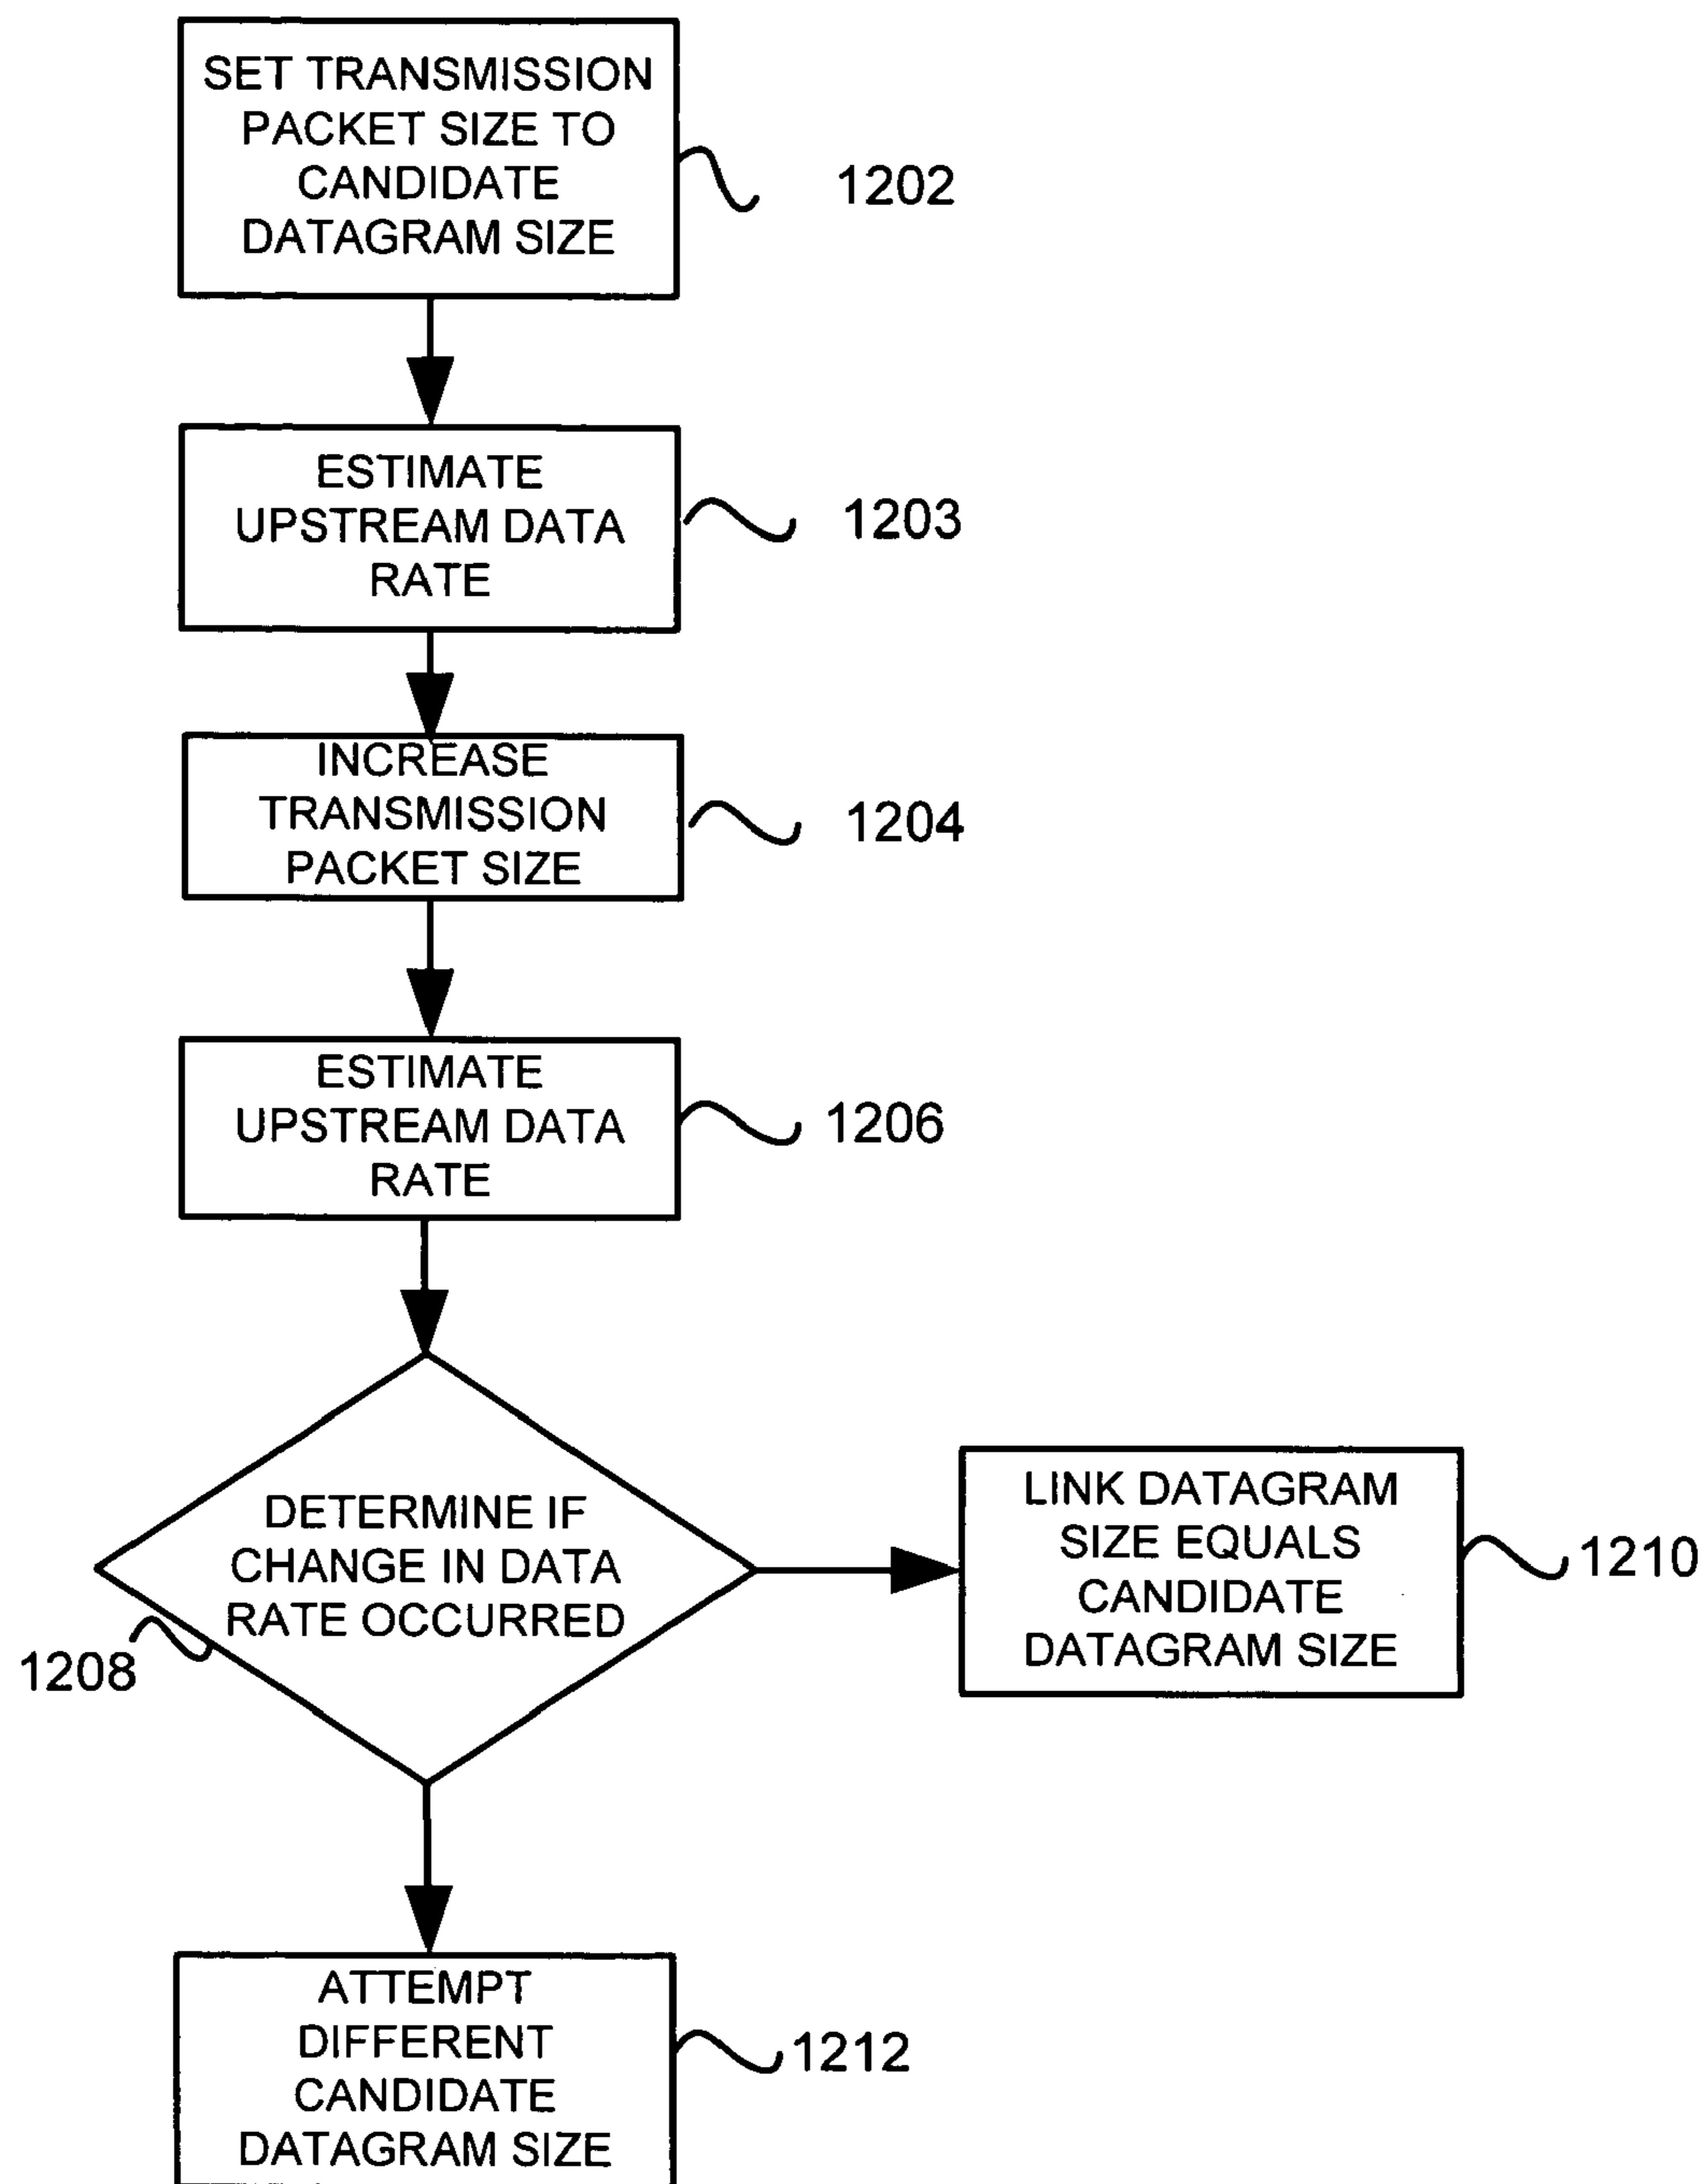 SET TRANSMISSION
PACKET SIZE TO
CANDIDATE
DATAGRAM SIZE
1202
ESTIMATE
UPSTREAM DATA
RATE
1203
INCREASE
TRANSMISSION
PACKET SIZE
1204
ESTIMATE
UPSTREAM DATA
RATE
1206
DETERMINE IF
CHANGE IN DATA
RATE OCCURRED
1208
LINK DATAGRAM
SIZE EQUALS
CANDIDATE
DATAGRAM SIZE
1210
ATTEMPT
DIFFERENT
CANDIDATE
DATAGRAM SIZE
1212